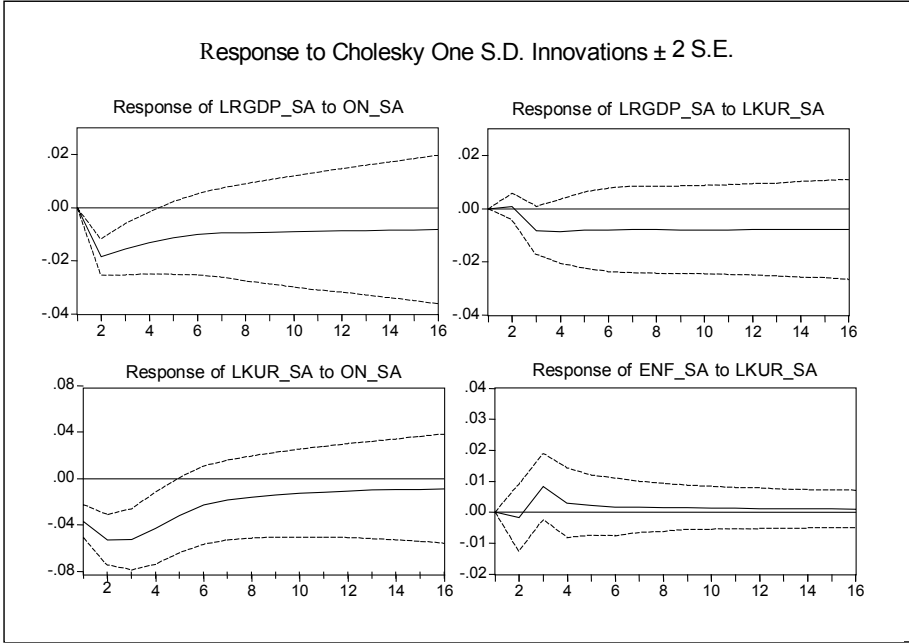 Response to Cholesky One S.D. Innovations ± 2 S.E.
Response of LRGDP_SA to ON_SA
.02
.00
-.02
-.04
2 4 6 8 10 12 14 16
Response of LRGDP_SA to LKUR_SA
.02
.00
-.02
-.04
2 4 6 8 10 12 14 16
Response of LKUR_SA to ON_SA
.08
.04
.00
-.04
-.08
2 4 6 8 10 12 14 16
Response of ENF_SA to LKUR_SA
.04
.02
.01
.00
-.01
-.02
2 4 6 8 10 12 14 16